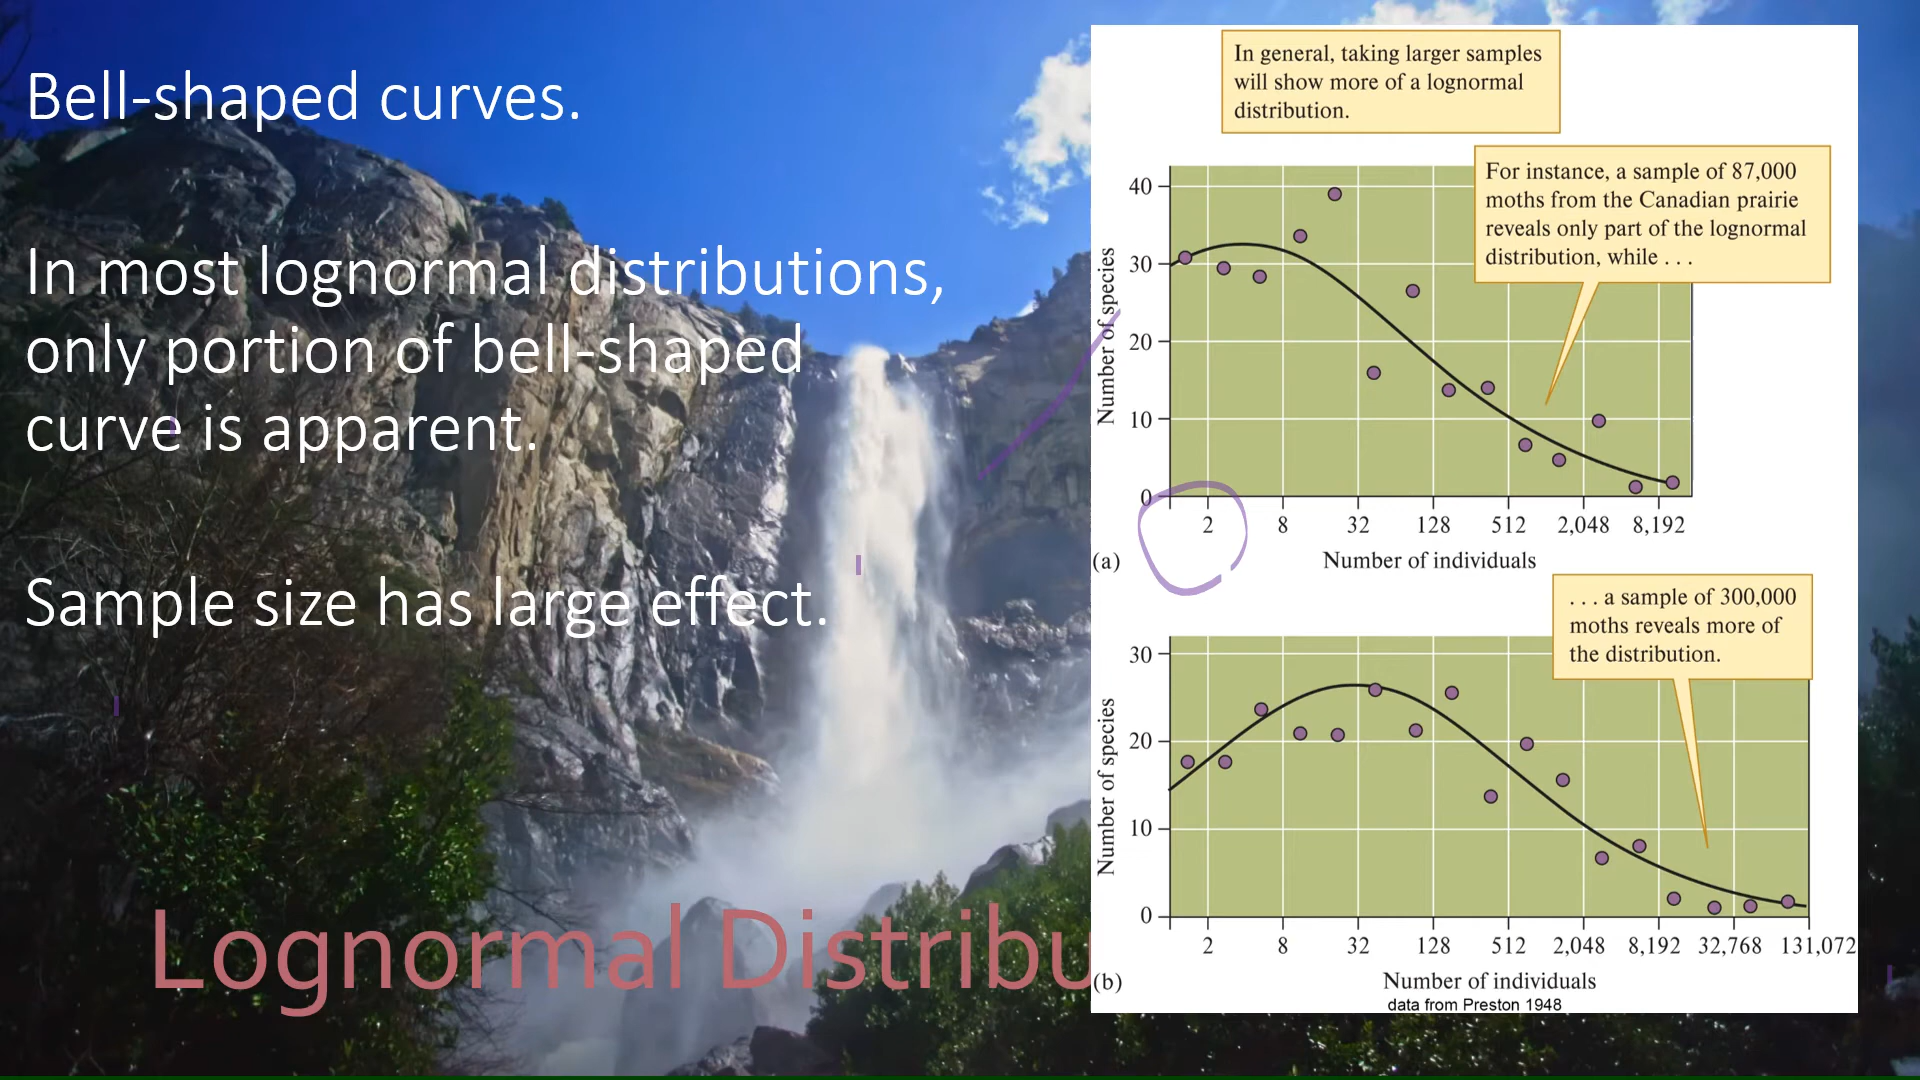 Bell-shaped curves.
In most lognormal distributions,
only portion of bell-shaped
curve is apparent.
Sample size has large effect.
Lognormal Distribu
In general, taking larger samples
will show more of a lognormal
distribution.
For instance, a sample of 87,000
moths from the Canadian prairie
reveals only part of the lognormal
distribution, while . . .
Number of species
40
30
20
10
0
2 8 32 128 512 2,048 8,192
(a)
Number of individuals
. . . a sample of 300,000
moths reveals more of
the distribution.
Number of species
30
20
10
0
2 8 32 128 512 2,048 8,192 32,768 131,072
(b)
Number of individuals
data from Preston 1948